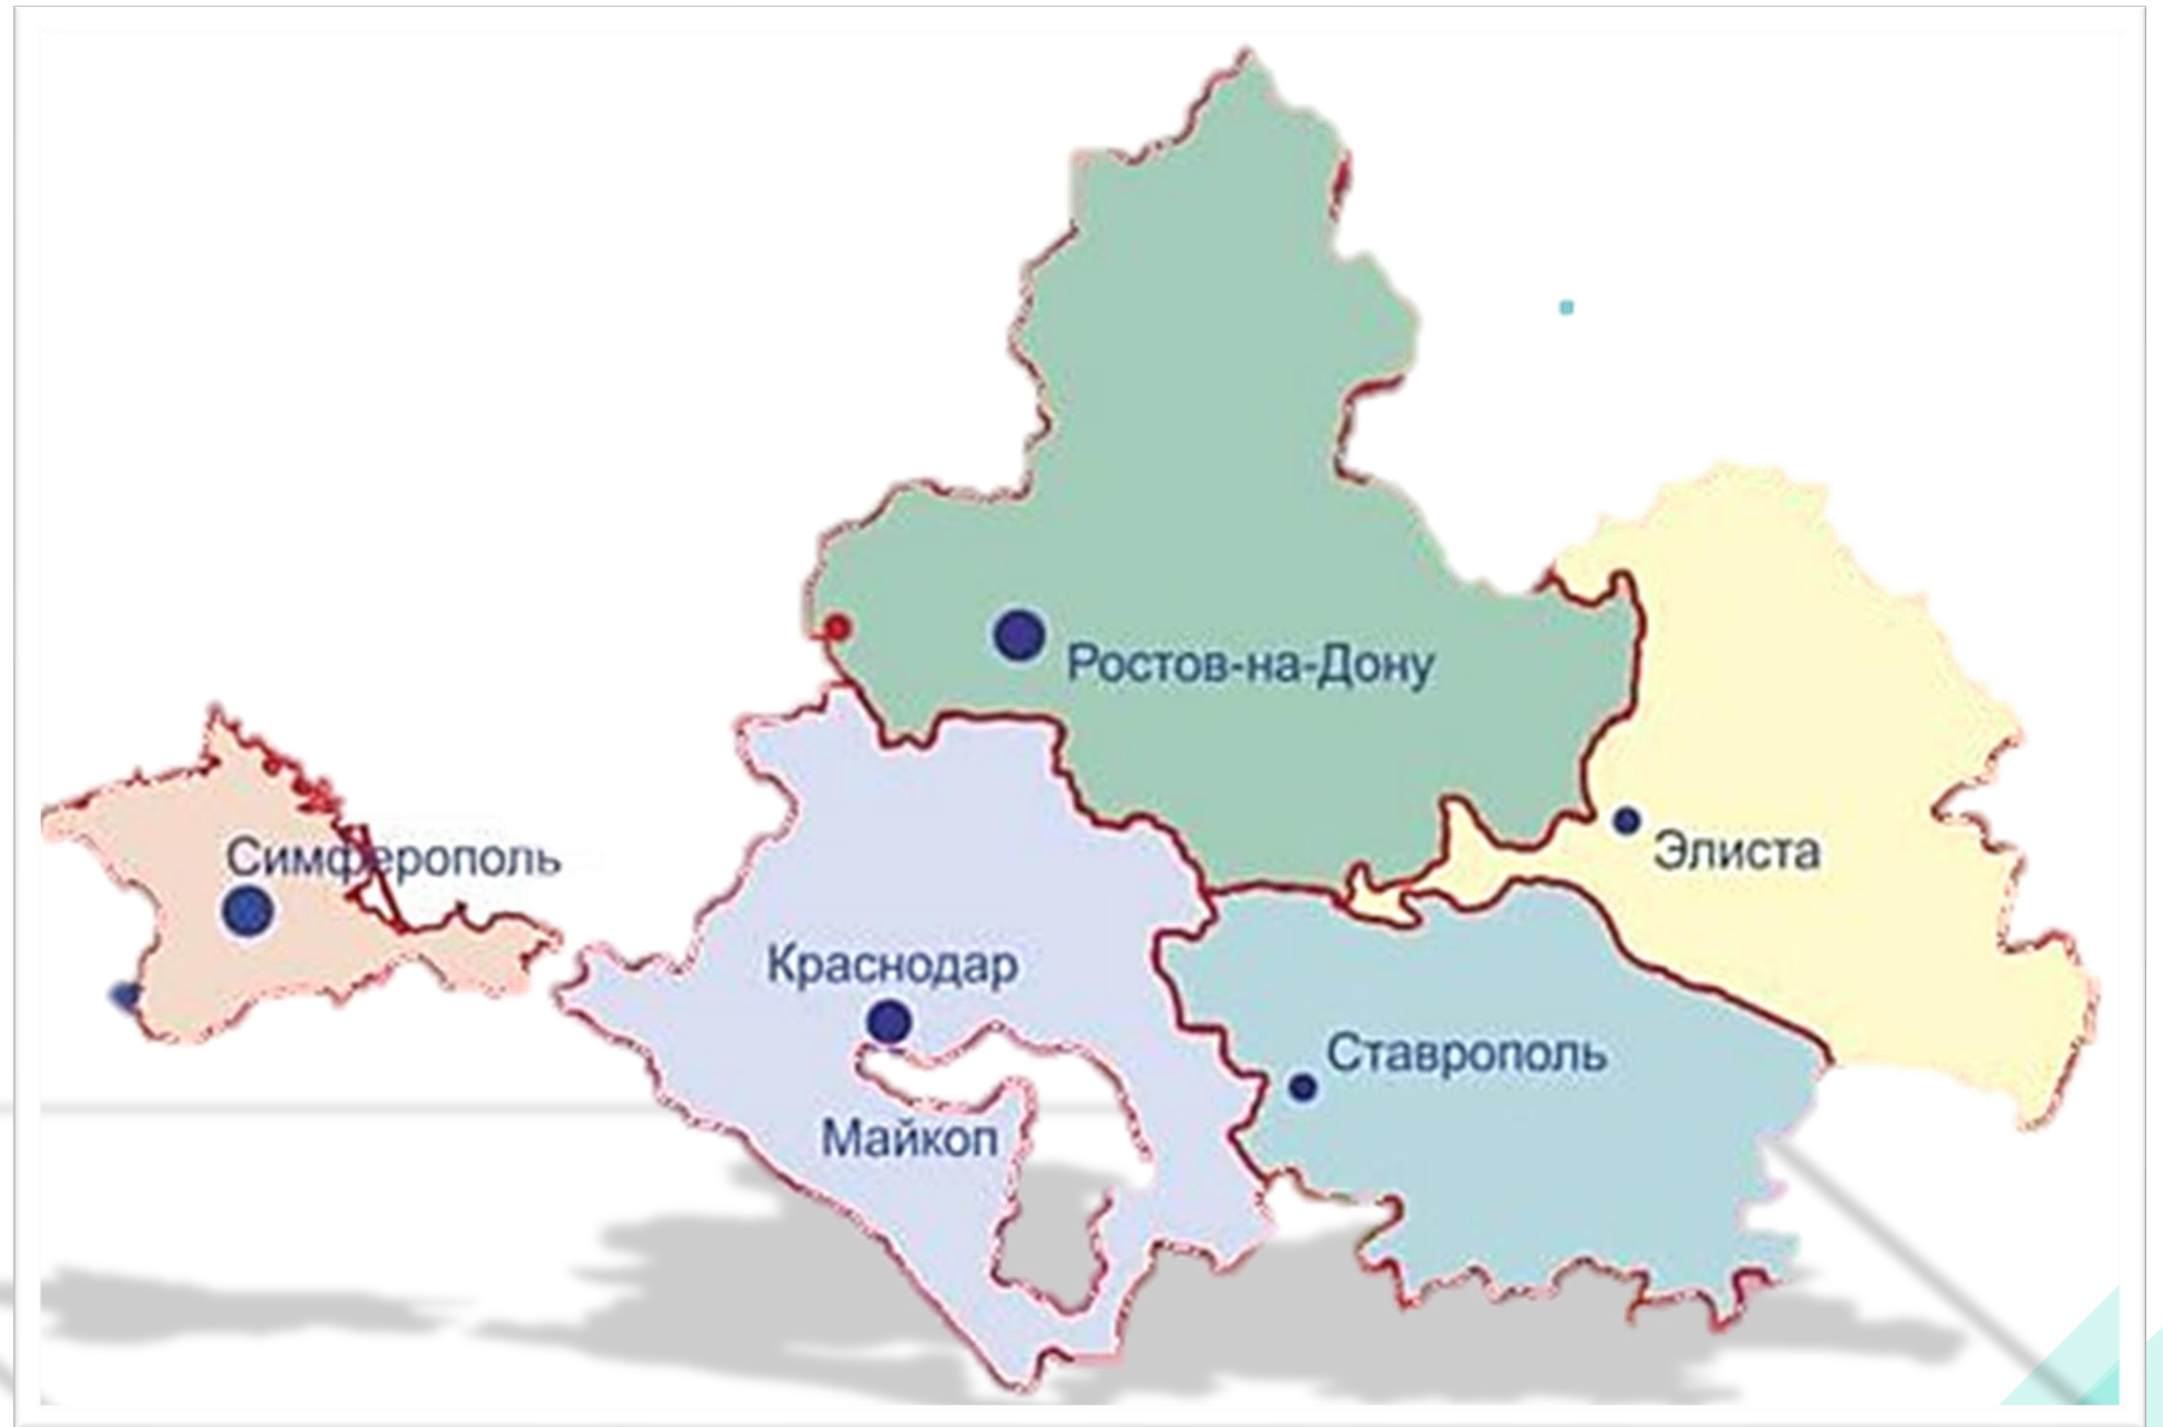 Ростов-на-Дону
Симферополь
Элиста
Краснодар
Ставрополь
Майкоп